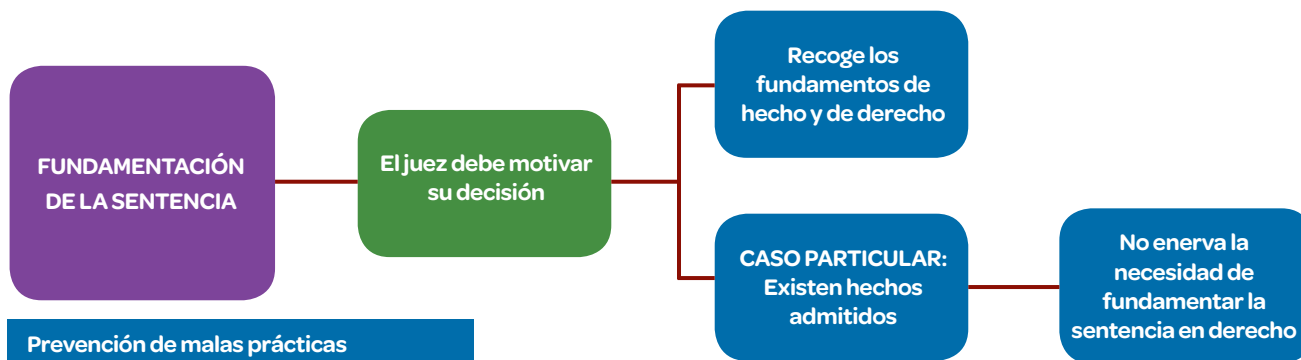 FUNDAMENTACIÓN
DE LA SENTENCIA
El juez debe motivar
su decisión
Recoge los
fundamentos de
hecho y de derecho
CASO PARTICULAR:
Existen hechos
admitidos
No enerva la
necesidad de
fundamentar la
sentencia en derecho
Prevención de malas prácticas